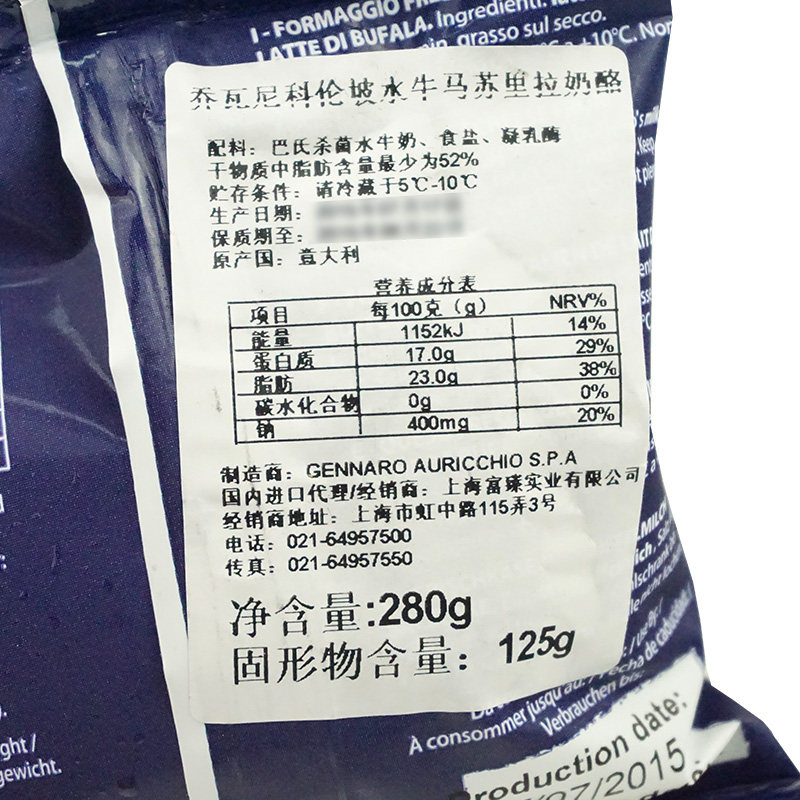 I - FORMAGGIO
LATTE DI BUFALA. Ingredienti:
grasso sul secco.
+10°C. Non
乔瓦尼科伦坡水牛马苏里拉奶酪
配料：巴氏杀菌水牛奶、食盐、凝乳酶
干物质中脂肪含量最少为52%
贮存条件：请冷藏于5℃-10℃
生产日期：
保质期至：
原产国：意大利
营养成分表
项目 每100克（g） NRV%
能量 1152kJ 14%
蛋白质 17.0g 29%
脂肪 23.0g 38%
碳水化合物 0g 0%
钠 400mg 20%
制造商：GENNARO AURICCHIO S.P.A
国内进口代理/经销商：上海富臻实业有限公司
经销商地址：上海市虹中路115弄3号
电话：021-64957500
传真：021-64957550
净含量:280g
固形物含量：125g
À consommer jusqu'au: /
Verbrauchen bis:
Production date:
/07/2015